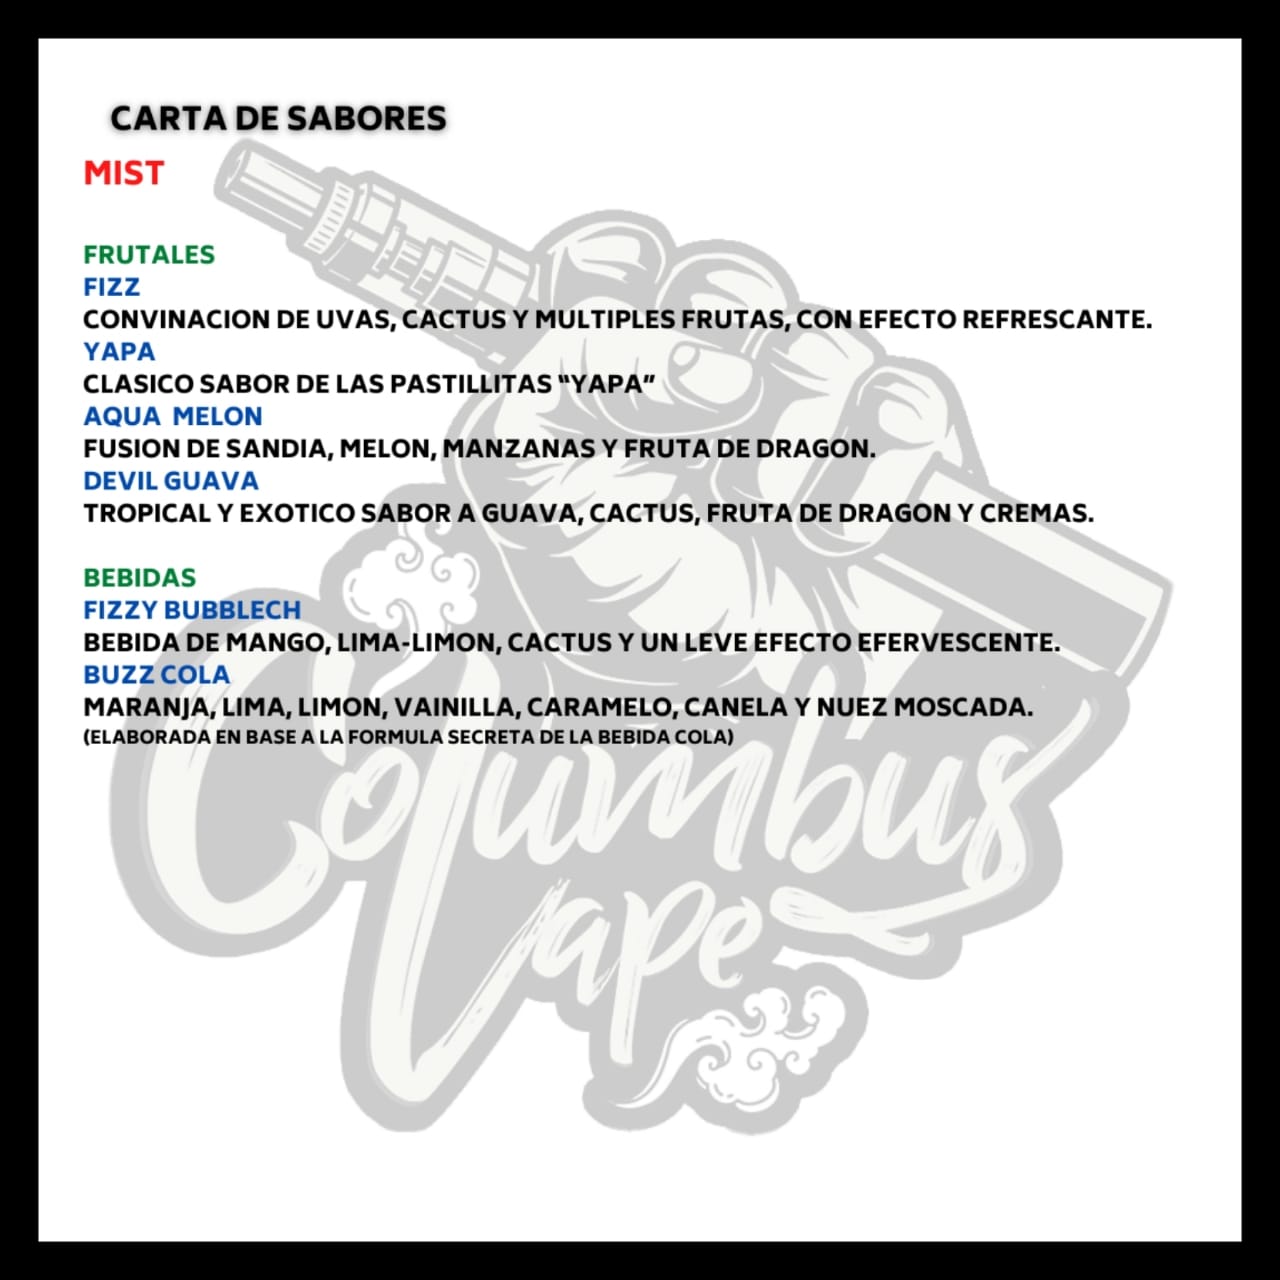 CARTA DE SABORES
MIST
FRUTALES
FIZZ
CONVINACION DE UVAS, CACTUS Y MULTIPLES FRUTAS, CON EFECTO REFRESCANTE.
YAPA
CLASICO SABOR DE LAS PASTILLITAS “YAPA”
AQUA MELON
FUSION DE SANDIA, MELON, MANZANAS Y FRUTA DE DRAGON.
DEVIL GUAVA
TROPICAL Y EXOTICO SABOR A GUAVA, CACTUS, FRUTA DE DRAGON Y CREMAS.
BEBIDAS
FIZZY BUBBLECH
BEBIDA DE MANGO, LIMA-LIMON, CACTUS Y UN LEVE EFECTO EFERVESCENTE.
BUZZ COLA
MARANJA, LIMA, LIMON, VAINILLA, CARAMELO, CANELA Y NUEZ MOSCADA.
(ELABORADA EN BASE A LA FORMULA SECRETA DE LA BEBIDA COLA)
Columbus
Vape